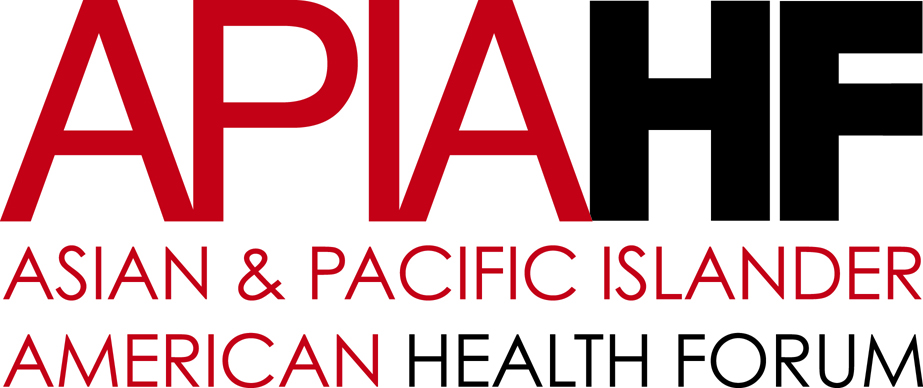 APIAHF
ASIAN & PACIFIC ISLANDER
AMERICAN HEALTH FORUM